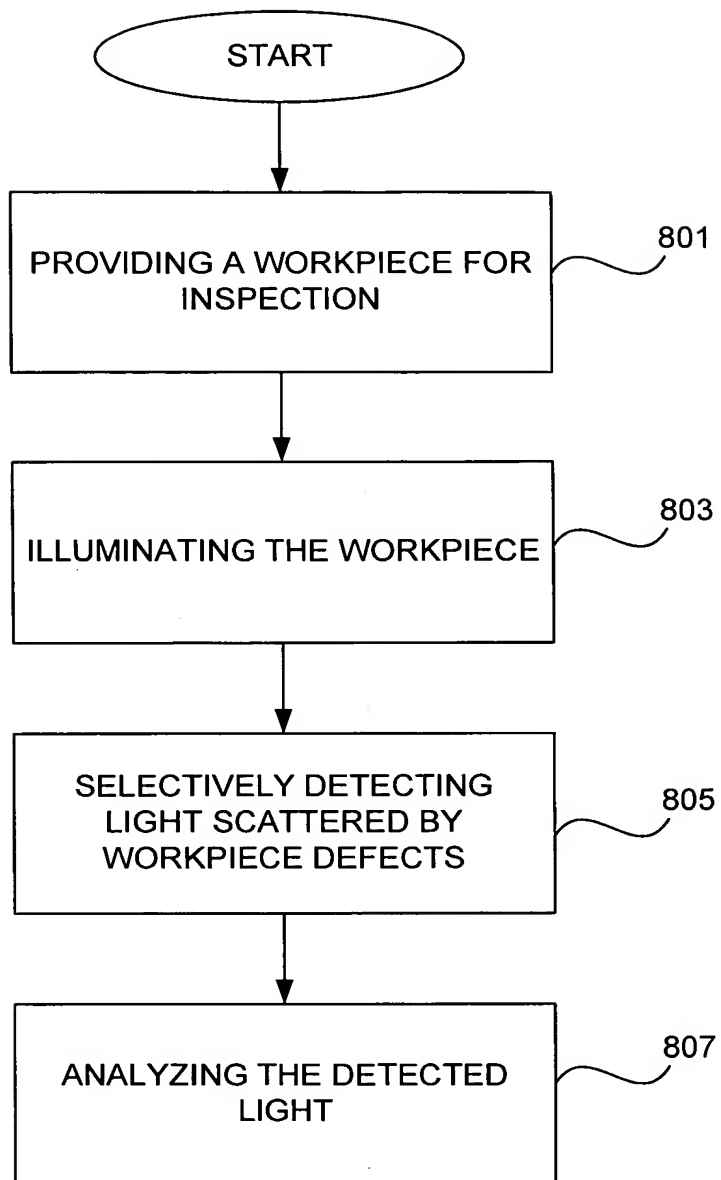 START
PROVIDING A WORKPIECE FOR
INSPECTION
801
ILLUMINATING THE WORKPIECE
803
SELECTIVELY DETECTING
LIGHT SCATTERED BY
WORKPIECE DEFECTS
805
ANALYZING THE DETECTED
LIGHT
807